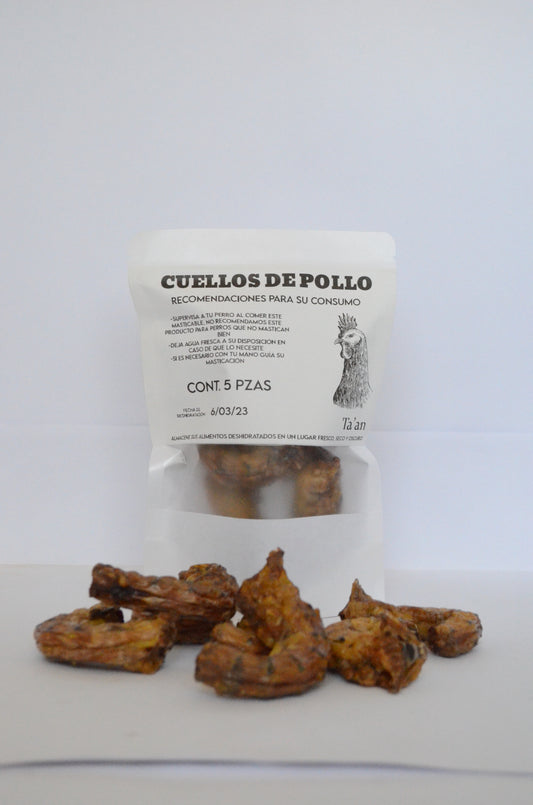 CUELLOS DE POLLO
RECOMENDACIONES PARA SU CONSUMO
-SUPERVISA A TU PERRO AL COMER ESTE
MASTICABLE, NO RECOMENDAMOS ESTE
PRODUCTO PARA PERROS QUE NO MASTICAN
BIEN
-DEJA AGUA FRESCA A SU DISPOSICION EN
CASO DE QUE LO NECESITE
-SI ES NECESARIO CON TU MANO GUIA SU
MASTICACION
CONT. 5 PZAS
FECHA DE
DESHIDRATACION 6/03/23
Ta'an
ALMACENE SUS ALIMENTOS DESHIDRATADOS EN UN LUGAR FRESCO, SECO Y OSCURO